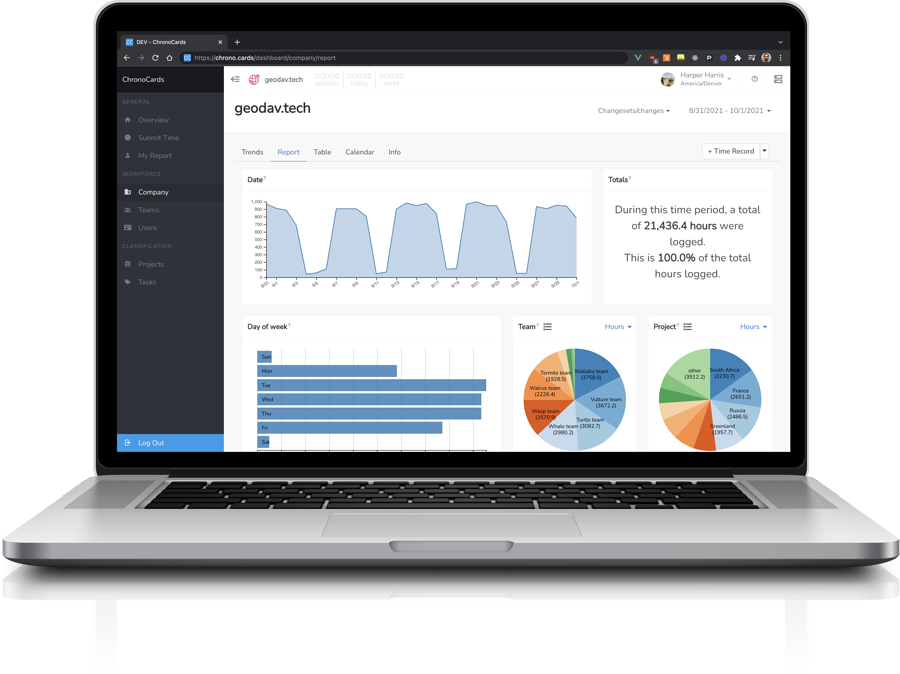 DEV - ChronoCards
https://chrono.cards/dashboard/company/report
ChronoCards
geodav.tech
0:00:00 session
0:00:00 today
0:00:00 week
Harper Harris
America/Denver
GENERAL
Overview
Submit Time
My Report
WORKFORCE
Company
Teams
Users
CLASSIFICATION
Projects
Tasks
Log Out
geodav.tech
Changesets/changes
8/31/2021 - 10/1/2021
Trends Report Table Calendar Info
+ Time Record
Date?
1,000
900
800
700
600
500
400
300
200
100
0
8/31 9/1 9/3 9/5 9/7 9/9 9/11 9/13 9/15 9/17 9/19 9/21 9/23 9/25 9/27 9/29 10/1
Totals?
During this time period, a total
of 21,436.4 hours were
logged.
This is 100.0% of the total
hours logged.
Day of week?
Sun
Mon
Tue
Wed
Thu
Fri
Sat
Team?
Hours
Termite team
(1928.5)
Wallaby team
(3758.0)
Walrus team
(2226.4)
Vulture team
(3672.2)
Wasp team
(2570.9)
Turtle team
(3082.7)
Whale team
(2980.2)
Project?
Hours
other
(3512.2)
South Africa
(3230.7)
France
(2651.2)
Russia
(2486.5)
Greenland
(1957.7)